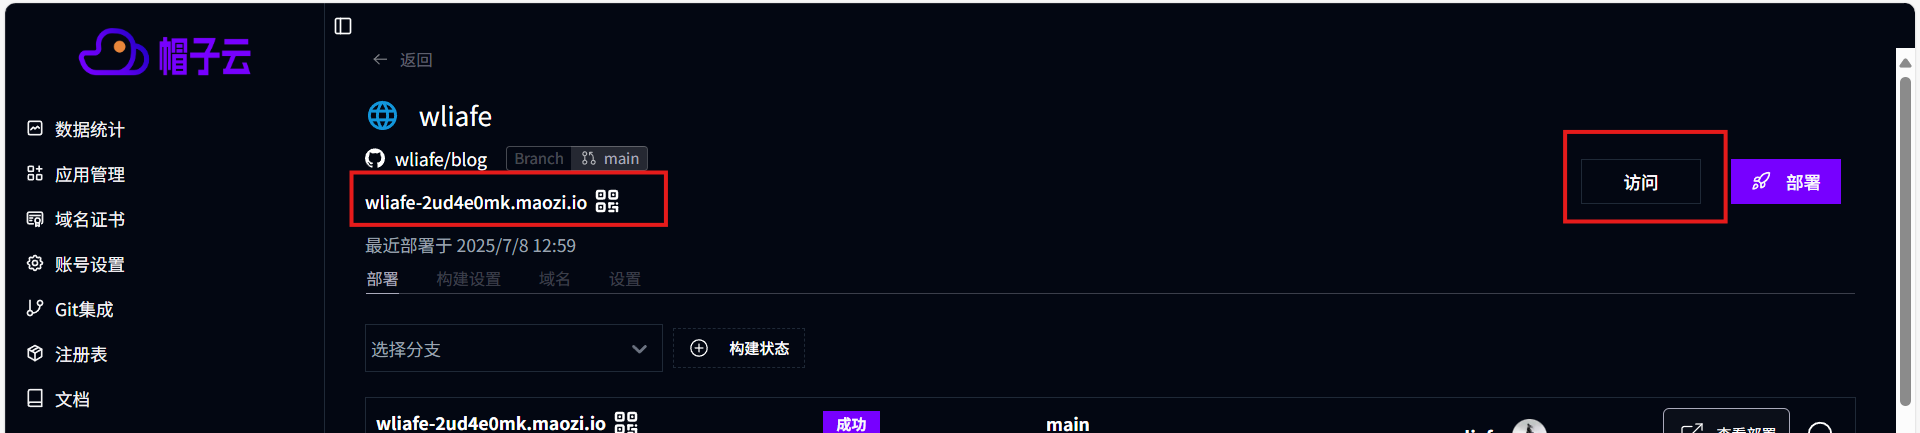 帽子云
数据统计
应用管理
域名证书
账号设置
Git集成
注册表
文档
返回
wliafe
wliafe/blog Branch main
wliafe-2ud4e0mk.maozi.io
访问
部署
最近部署于 2025/7/8 12:59
部署 构建设置 域名 设置
选择分支
构建状态
wliafe-2ud4e0mk.maozi.io 成功 main 查看部署